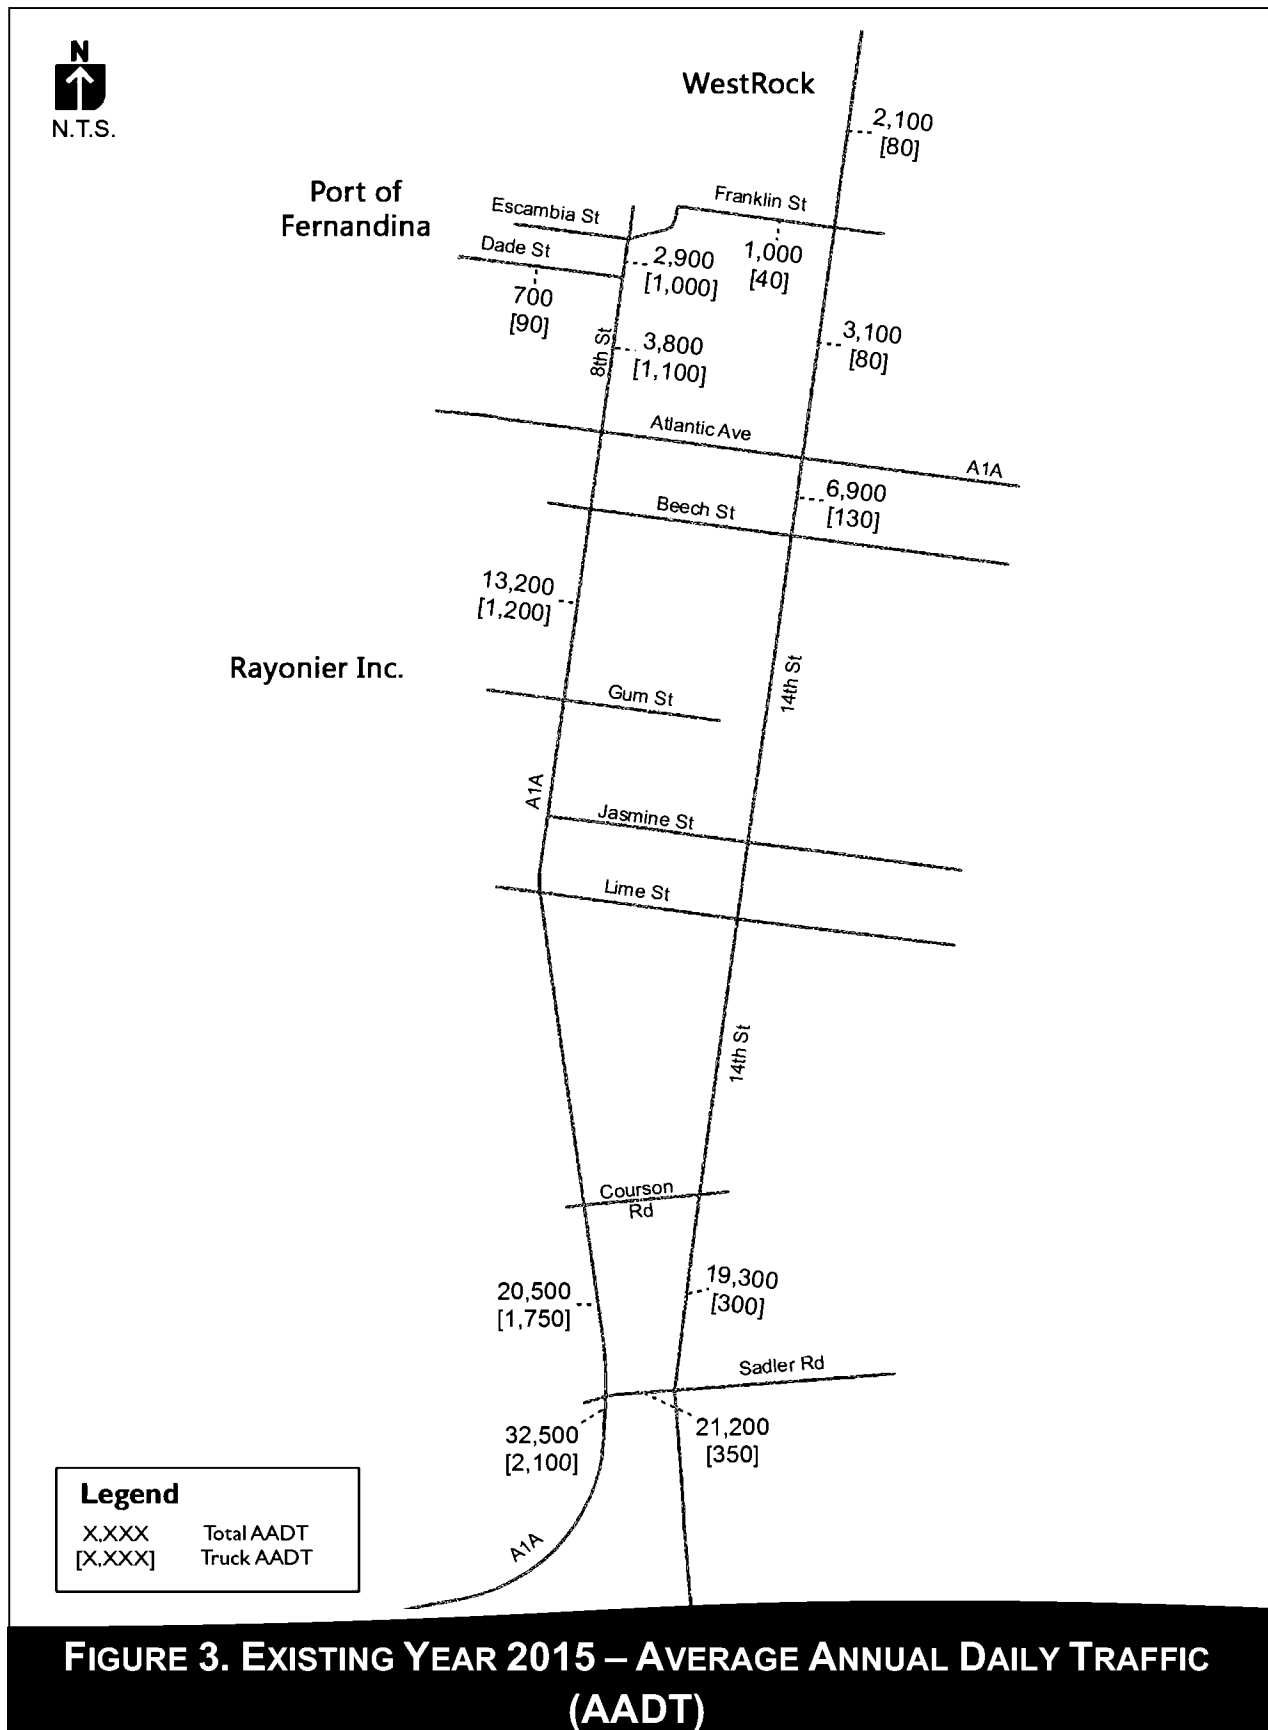 N
N.T.S.
WestRock
2,100
[80]
Port of
Fernandina
Escambia St
Franklin St
Dade St
2,900
[1,000]
1,000
[40]
700
[90]
8th St
3,800
[1,100]
3,100
[80]
Atlantic Ave
A1A
6,900
[130]
Beech St
13,200
[1,200]
Rayonier Inc.
14th St
Gum St
A1A
Jasmine St
Lime St
14th St
Courson
Rd
20,500
[1,750]
19,300
[300]
Sadler Rd
32,500
[2,100]
21,200
[350]
A1A
Legend
X,XXX Total AADT
[X,XXX] Truck AADT
FIGURE 3. EXISTING YEAR 2015 – AVERAGE ANNUAL DAILY TRAFFIC
(AADT)